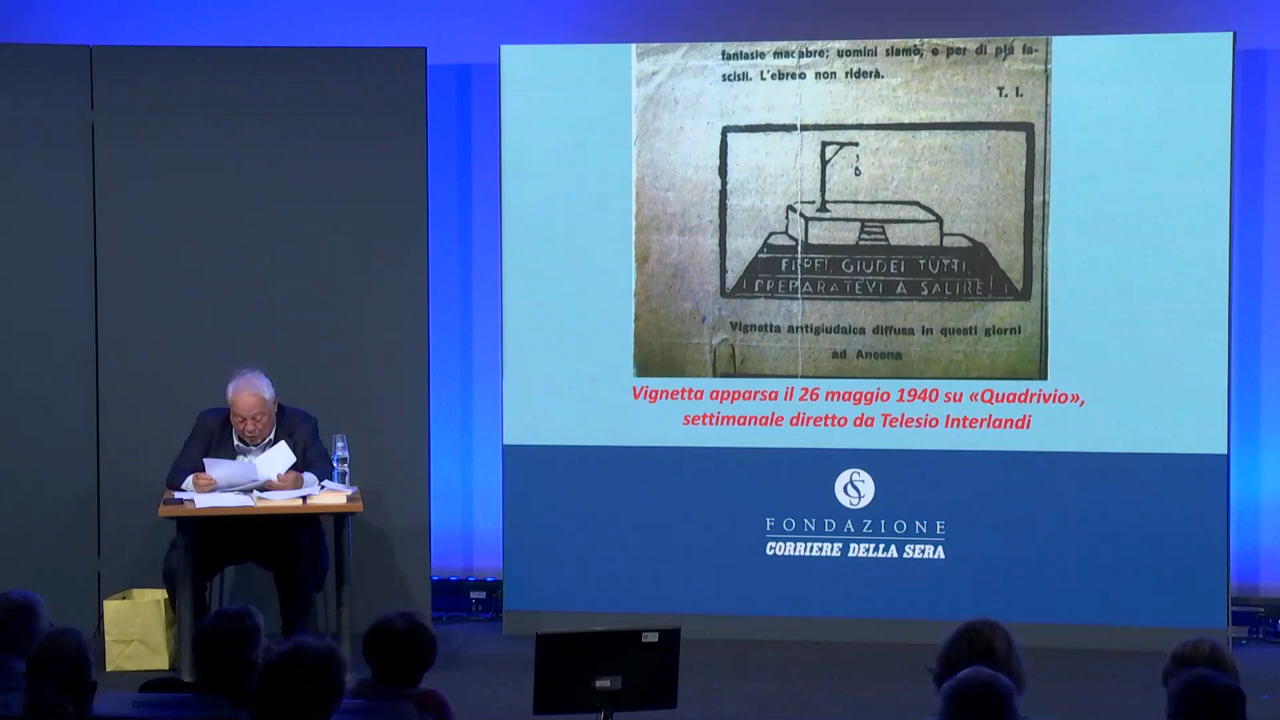 fantasie macabre; uomini siamo, e per di più fa-
scisti. L'ebreo non riderà.
T. I.
GIUDEI TUTTI,
PREPARATEVI A SALIRE!
Vignetta antigiudaica diffusa in questi giorni
ad Ancona
Vignetta apparsa il 26 maggio 1940 su «Quadrivio»,
settimanale diretto da Telesio Interlandi
FONDAZIONE
CORRIERE DELLA SERA